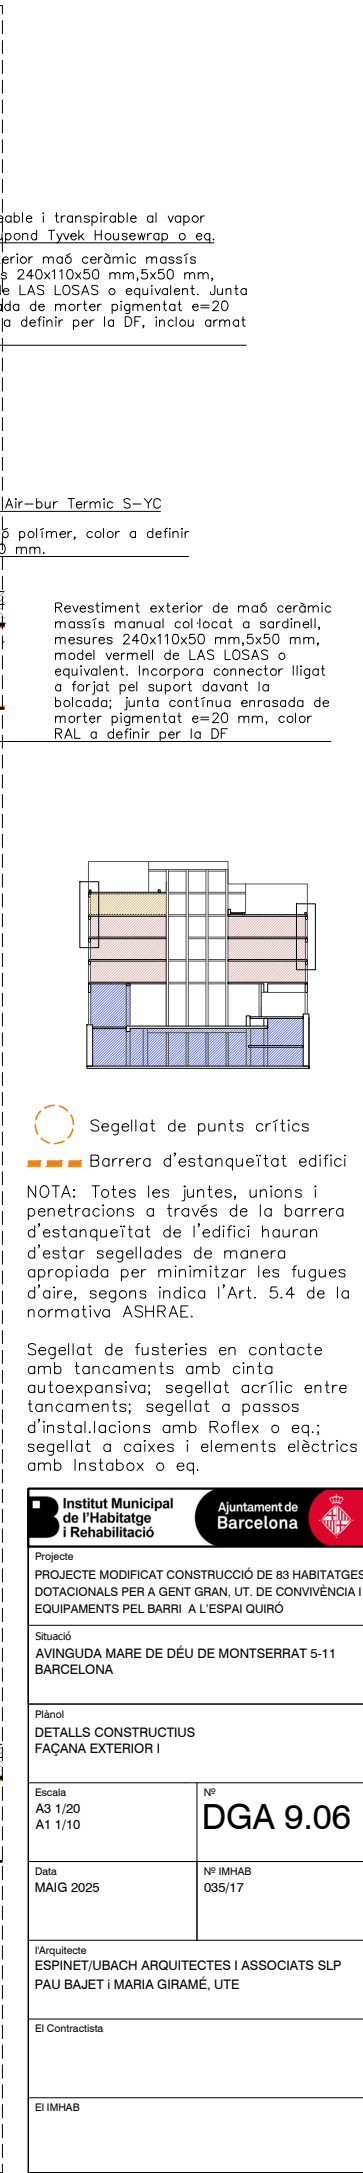 i transpirable al vapor
Tyvek Housewrap o eq.
maó ceràmic massís
240x110x50 mm,5x50 mm,
LAS LOSAS o equivalent. Junta
de morter pigmentat e=20
a definir per la DF, inclou armat
Air-bur Termic S-YC
polímer, color a definir
mm.
Revestiment exterior de maó ceràmic
massís manual col·locat a sardinell,
mesures 240x110x50 mm,5x50 mm,
model vermell de LAS LOSAS o
equivalent. Incorpora connector lligat
a forjat pel suport davant la
bolcada; junta contínua enrasada de
morter pigmentat e=20 mm, color
RAL a definir per la DF
Segellat de punts crítics
Barrera d'estanqueïtat edifici
NOTA: Totes les juntes, unions i
penetracions a través de la barrera
d'estanqueïtat de l'edifici hauran
d'estar segellades de manera
apropiada per minimitzar les fugues
d'aire, segons indica l'Art. 5.4 de la
normativa ASHRAE.
Segellat de fusteries en contacte
amb tancaments amb cinta
autoexpansiva; segellat acrílic entre
tancaments; segellat a passos
d'instal.lacions amb Roflex o eq.;
segellat a caixes i elements elèctrics
amb Instabox o eq.
Institut Municipal
de l'Habitatge
i Rehabilitació
Ajuntament de
Barcelona
Projecte
PROJECTE MODIFICAT CONSTRUCCIÓ DE 83 HABITATGES
DOTACIONALS PER A GENT GRAN, UT. DE CONVIVÈNCIA I
EQUIPAMENTS PEL BARRI A L'ESPAI QUIRÓ
Situació
AVINGUDA MARE DE DÉU DE MONTSERRAT 5-11
BARCELONA
Plànol
DETALLS CONSTRUCTIUS
FAÇANA EXTERIOR I
Escala
A3 1/20
A1 1/10
Nº
DGA 9.06
Data
MAIG 2025
Nº IMHAB
035/17
l'Arquitecte
ESPINET/UBACH ARQUITECTES I ASSOCIATS SLP
PAU BAJET i MARIA GIRAMÉ, UTE
El Contractista
El IMHAB